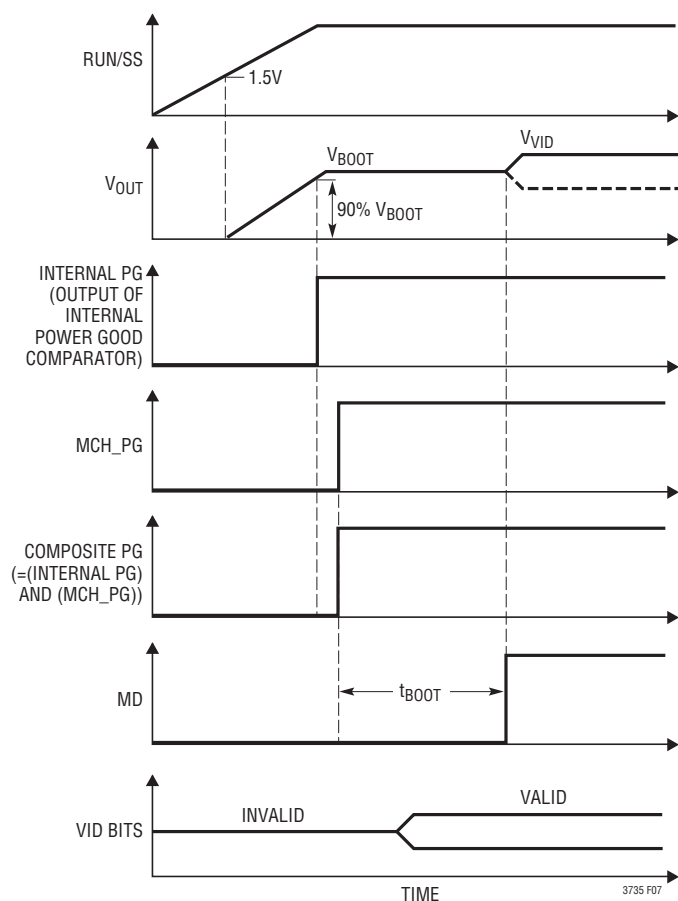 RUN/SS
1.5V
VOUT
VBOOT
VVID
90% VBOOT
INTERNAL PG
(OUTPUT OF
INTERNAL
POWER GOOD
COMPARATOR)
MCH_PG
COMPOSITE PG
(=(INTERNAL PG)
AND (MCH_PG))
MD
tBOOT
VID BITS
INVALID
VALID
TIME
3735 F07